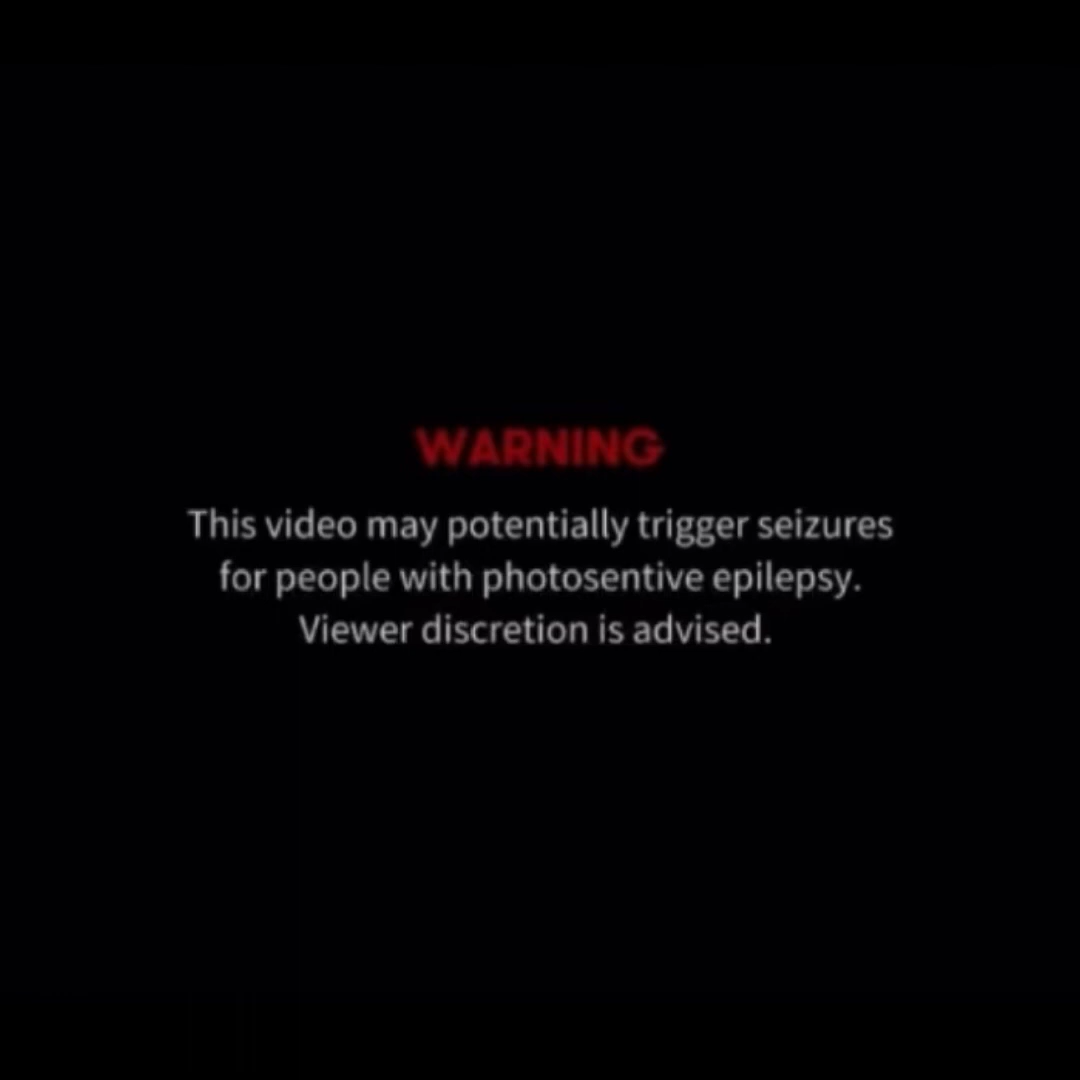 WARNING
This video may potentially trigger seizures
for people with photosentive epilepsy.
Viewer discretion is advised.